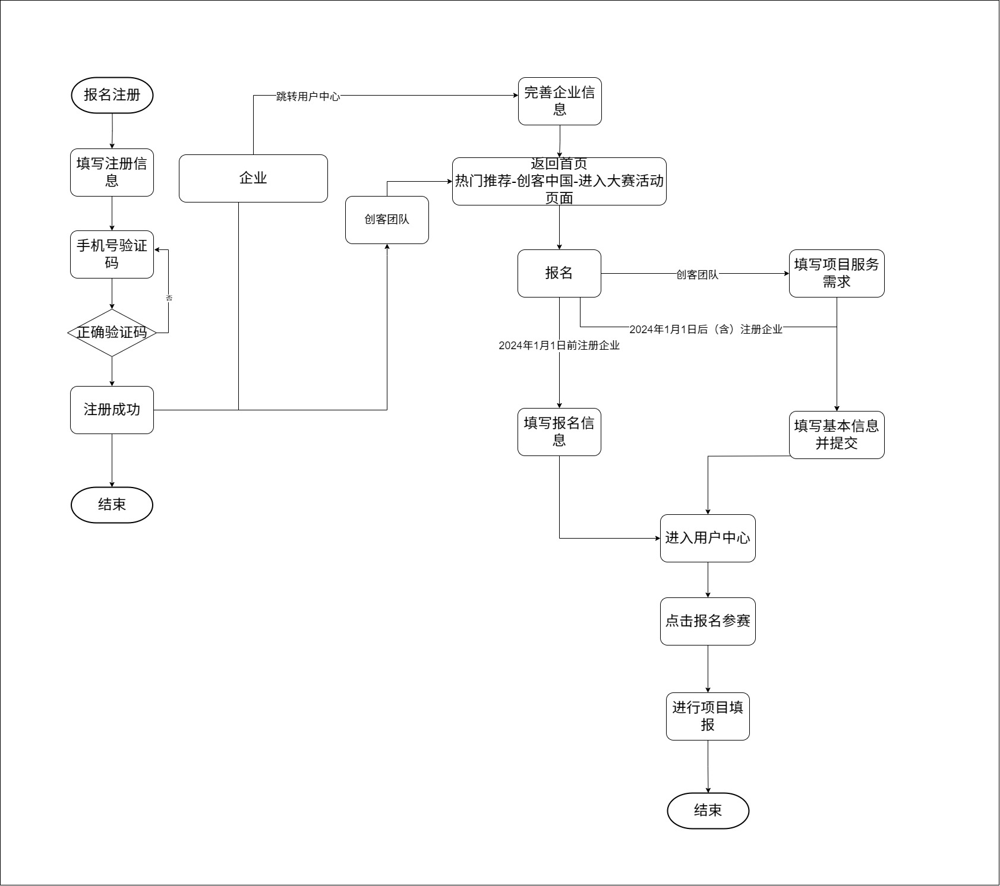 报名注册
填写注册信
息
手机号验证
码
否
正确验证码
注册成功
结束
企业
跳转用户中心
创客团队
完善企业信
息
返回首页
热门推荐-创客中国-进入大赛活动
页面
报名
创客团队
填写项目服务
需求
2024年1月1日后（含）注册企业
2024年1月1日前注册企业
填写报名信
息
填写基本信息
并提交
进入用户中心
点击报名参赛
进行项目填
报
结束